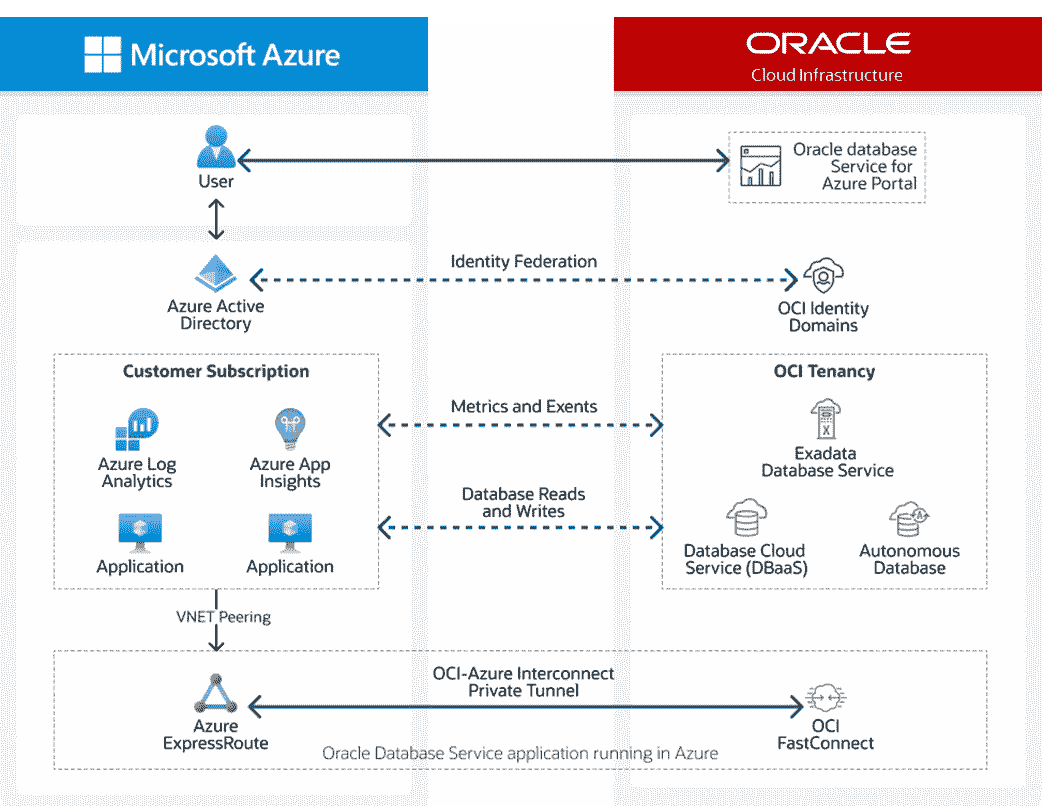 Microsoft Azure
ORACLE
Cloud Infrastructure
User
Oracle database
Service for
Azure Portal
Identity Federation
Azure Active
Directory
OCI Identity
Domains
Customer Subscription
OCI Tenancy
Metrics and Exents
Azure Log
Analytics
Azure App
Insights
X
Exadata
Database Service
Database Reads
and Writes
Application
Application
Database Cloud
Service (DBaaS)
A
Autonomous
Database
VNET Peering
OCI-Azure Interconnect
Private Tunnel
Azure
ExpressRoute
OCI
FastConnect
Oracle Database Service application running in Azure